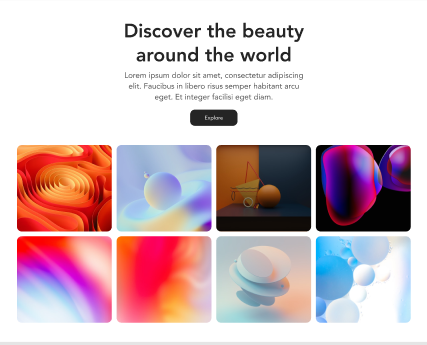 Discover the beauty
around the world
Lorem ipsum dolor sit amet, consectetur adipiscing
elit. Faucibus in libero risus semper habitant arcu
eget. Et integer facilisi eget diam.
Explore